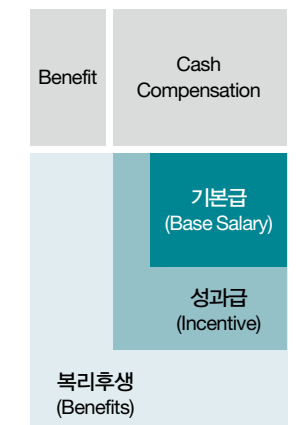 Benefit
Cash
Compensation
기본급
(Base Salary)
성과급
(Incentive)
복리후생
(Benefits)